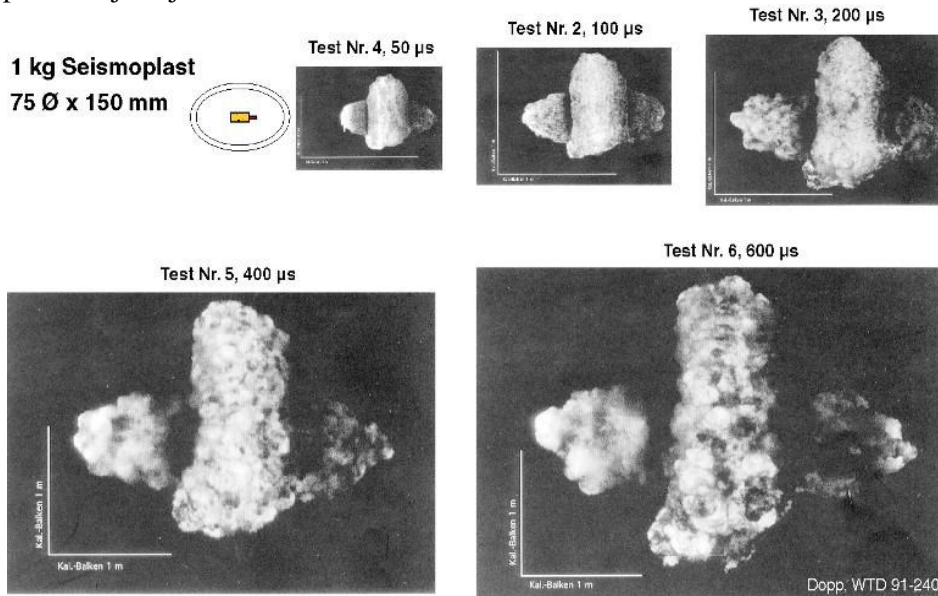 Test Nr. 3, 200 µs
Test Nr. 2, 100 µs
Test Nr. 4, 50 µs
1 kg Seismoplast
75 Ø x 150 mm
Test Nr. 6, 600 µs
Test Nr. 5, 400 µs
Kal.-Balken 1 m
Kal.-Balken 1 m
Kal.-Balken 1 m
Kal.-Balken 1 m
Dopp. WTD 91-240